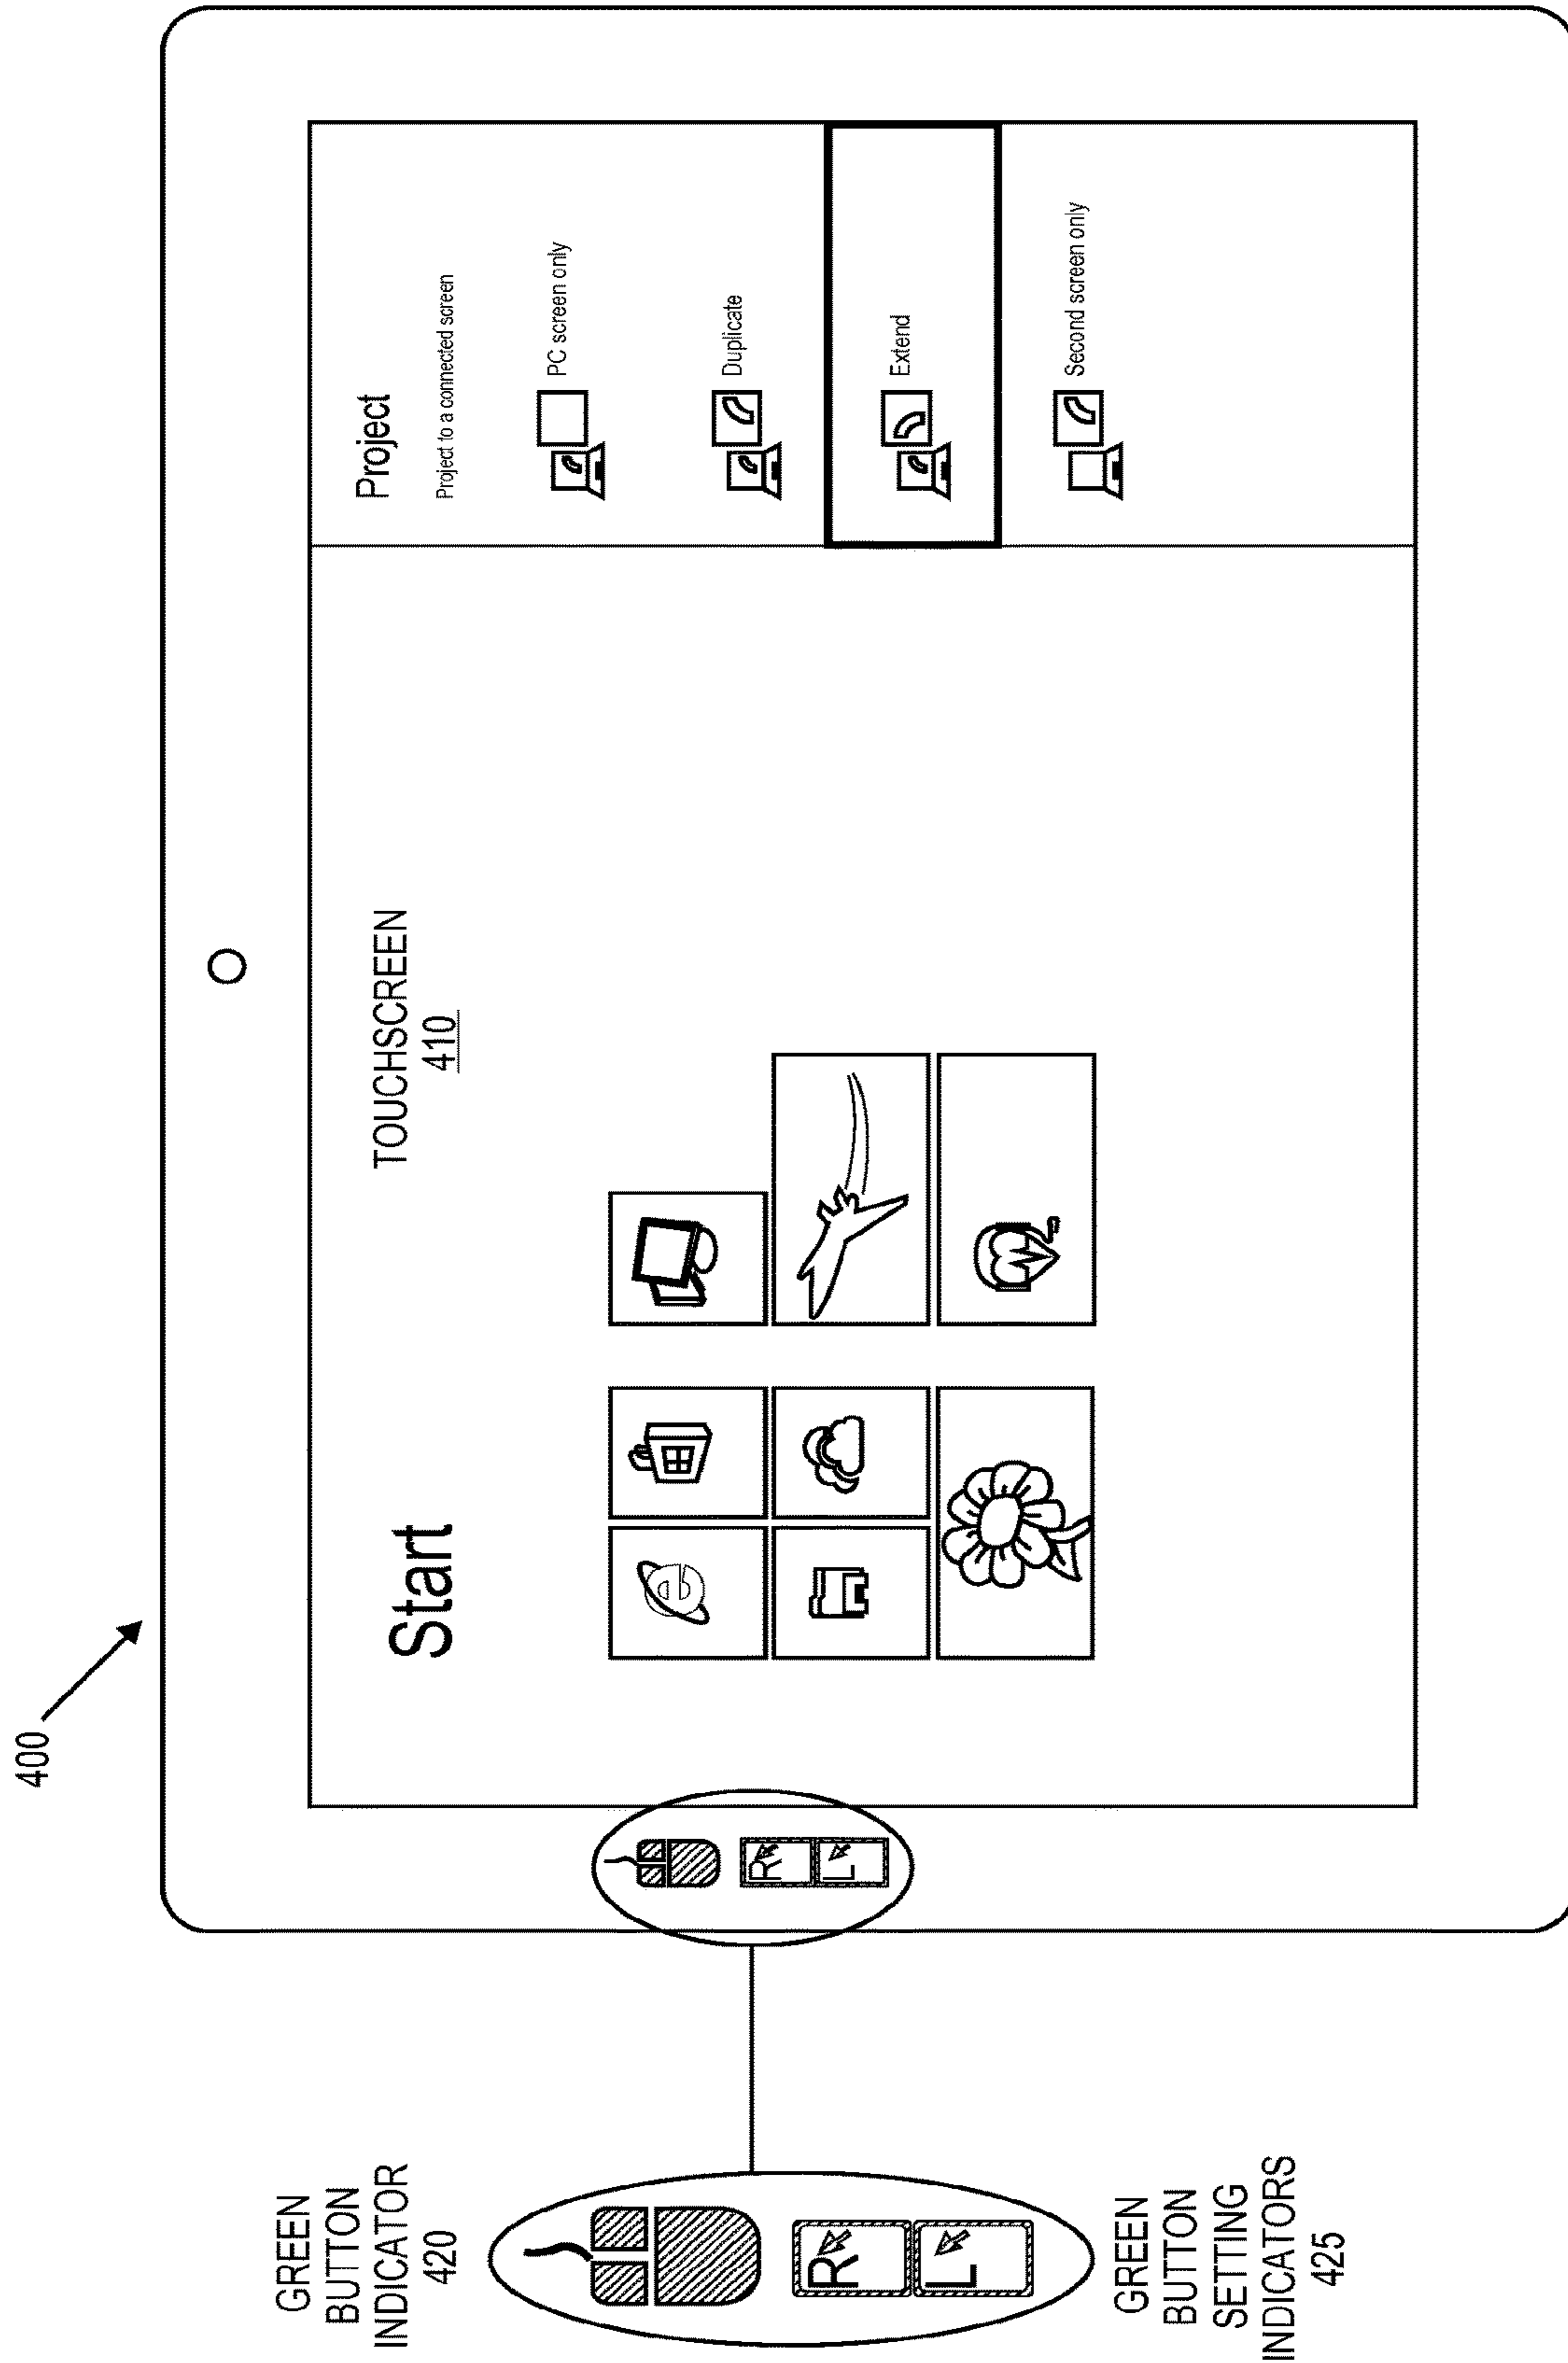 400
TOUCHSCREEN
410
Start
Project
Project to a connected screen
PC screen only
Duplicate
Extend
Second screen only
R
L
GREEN
BUTTON
INDICATOR
420
R
L
GREEN
BUTTON
SETTING
INDICATORS
425